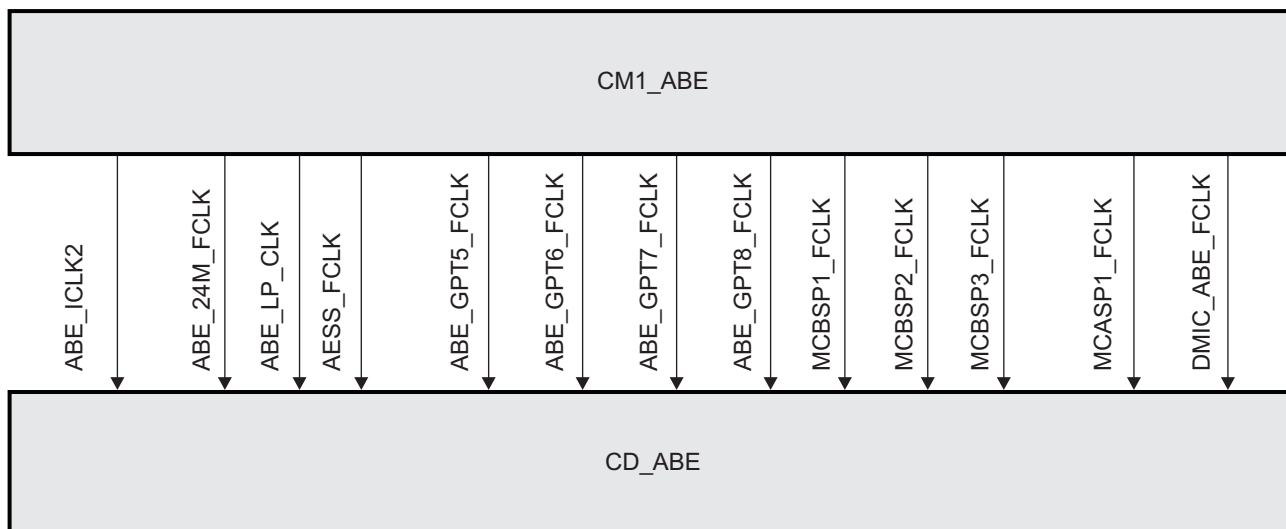 CM1_ABE
ABE_ICLK2
ABE_24M_FCLK
ABE_LP_CLK
AESS_FCLK
ABE_GPT5_FCLK
ABE_GPT6_FCLK
ABE_GPT7_FCLK
ABE_GPT8_FCLK
MCBSP1_FCLK
MCBSP2_FCLK
MCBSP3_FCLK
MCASP1_FCLK
DMIC_ABE_FCLK
CD_ABE